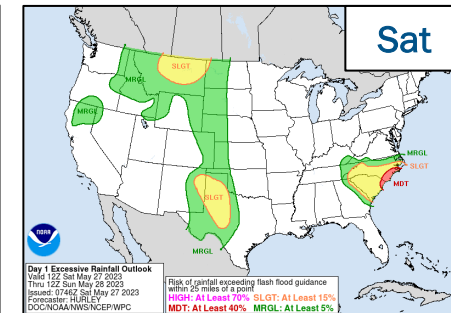 Sat
SLGT
MRGL
MRGL
MRGL
SLGT
MDT
SLGT
MRGL
NOAA
Day 1 Excessive Rainfall Outlook
Valid 12Z Sat May 27 2023
Thru 12Z Sun May 28 2023
Issued: 0746Z Sat May 27 2023
Forecaster: HURLEY
DOC/NOAA/NWS/NCEP/WPC
Risk of rainfall exceeding flash flood guidance
within 25 miles of a point
HIGH: At Least 70% SLGT: At Least 15%
MDT: At Least 40% MRGL: At Least 5%